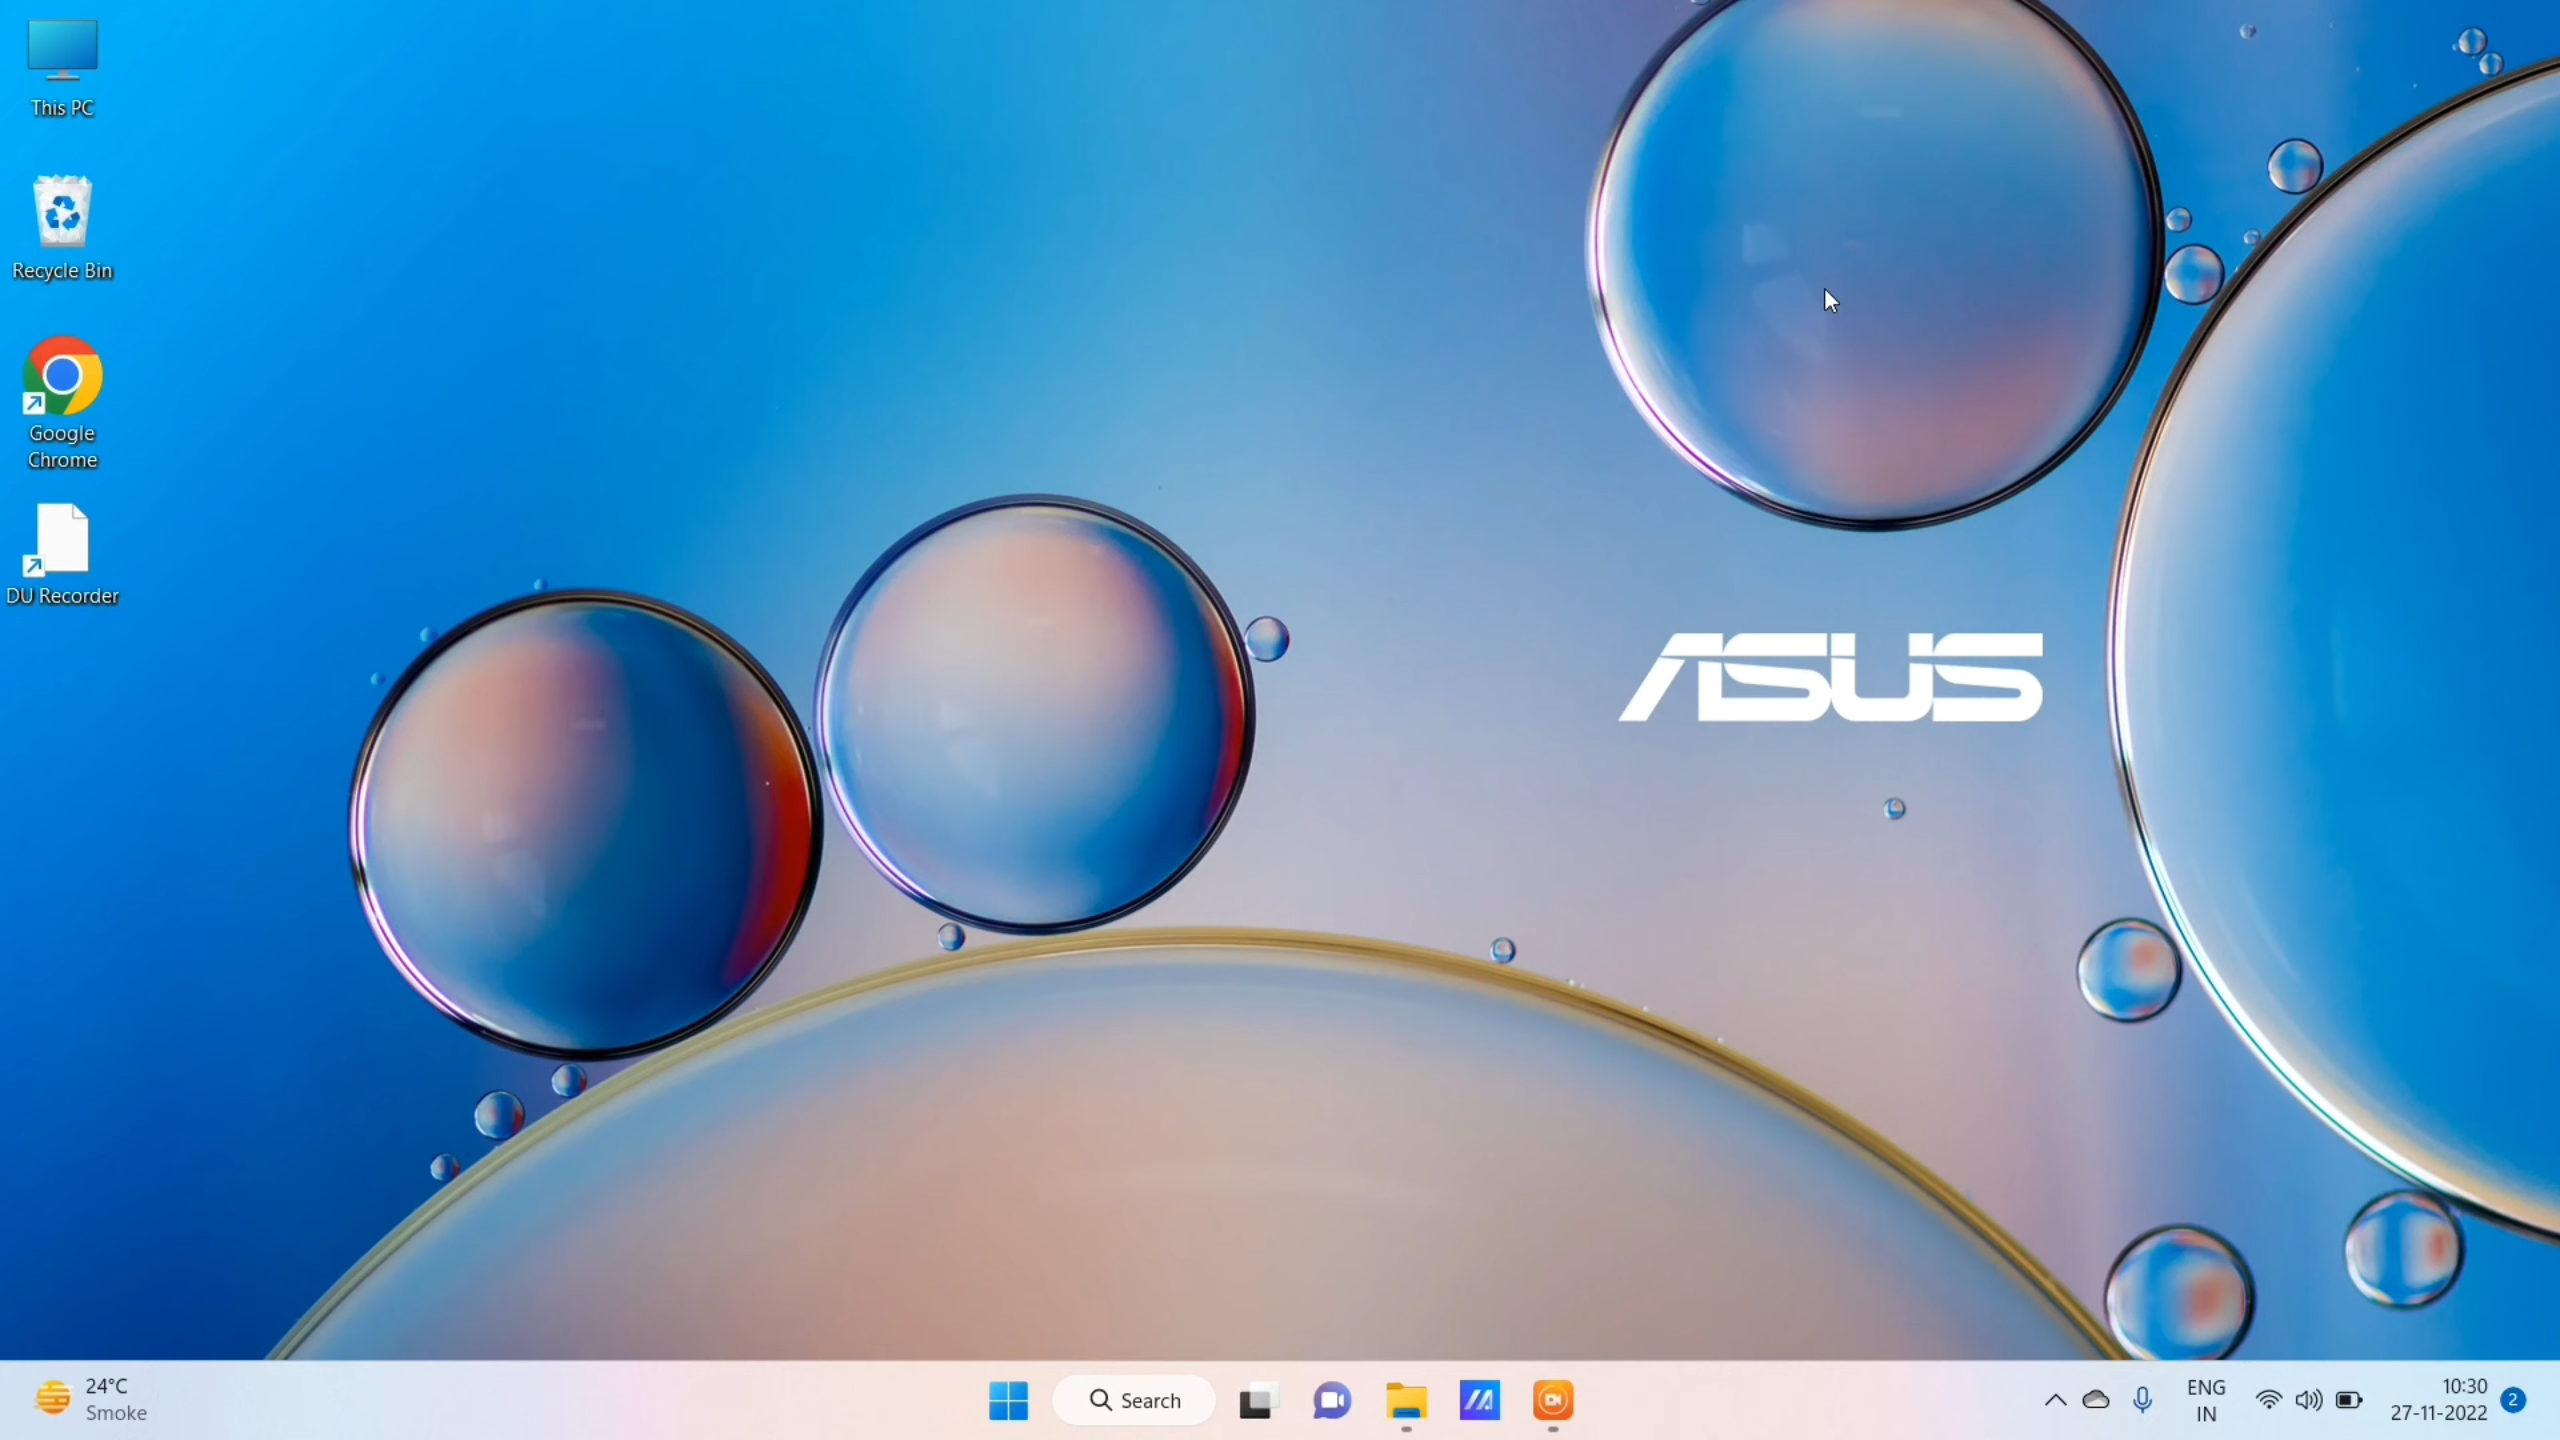 This PC
Recycle Bin
Google
Chrome
DU Recorder
ASUS
24°C
Smoke
Search
ENG
IN
10:30
27-11-2022
2